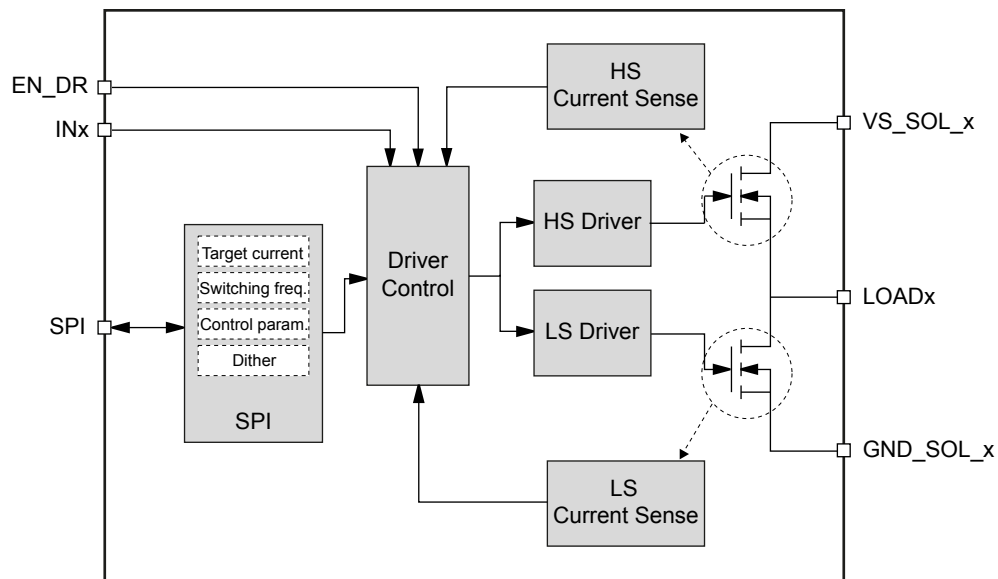 EN_DR
INx
SPI
Target current
Switching freq.
Control param.
Dither
SPI
Driver
Control
HS
Current Sense
HS Driver
LS Driver
LS
Current Sense
VS_SOL_x
LOADx
GND_SOL_x